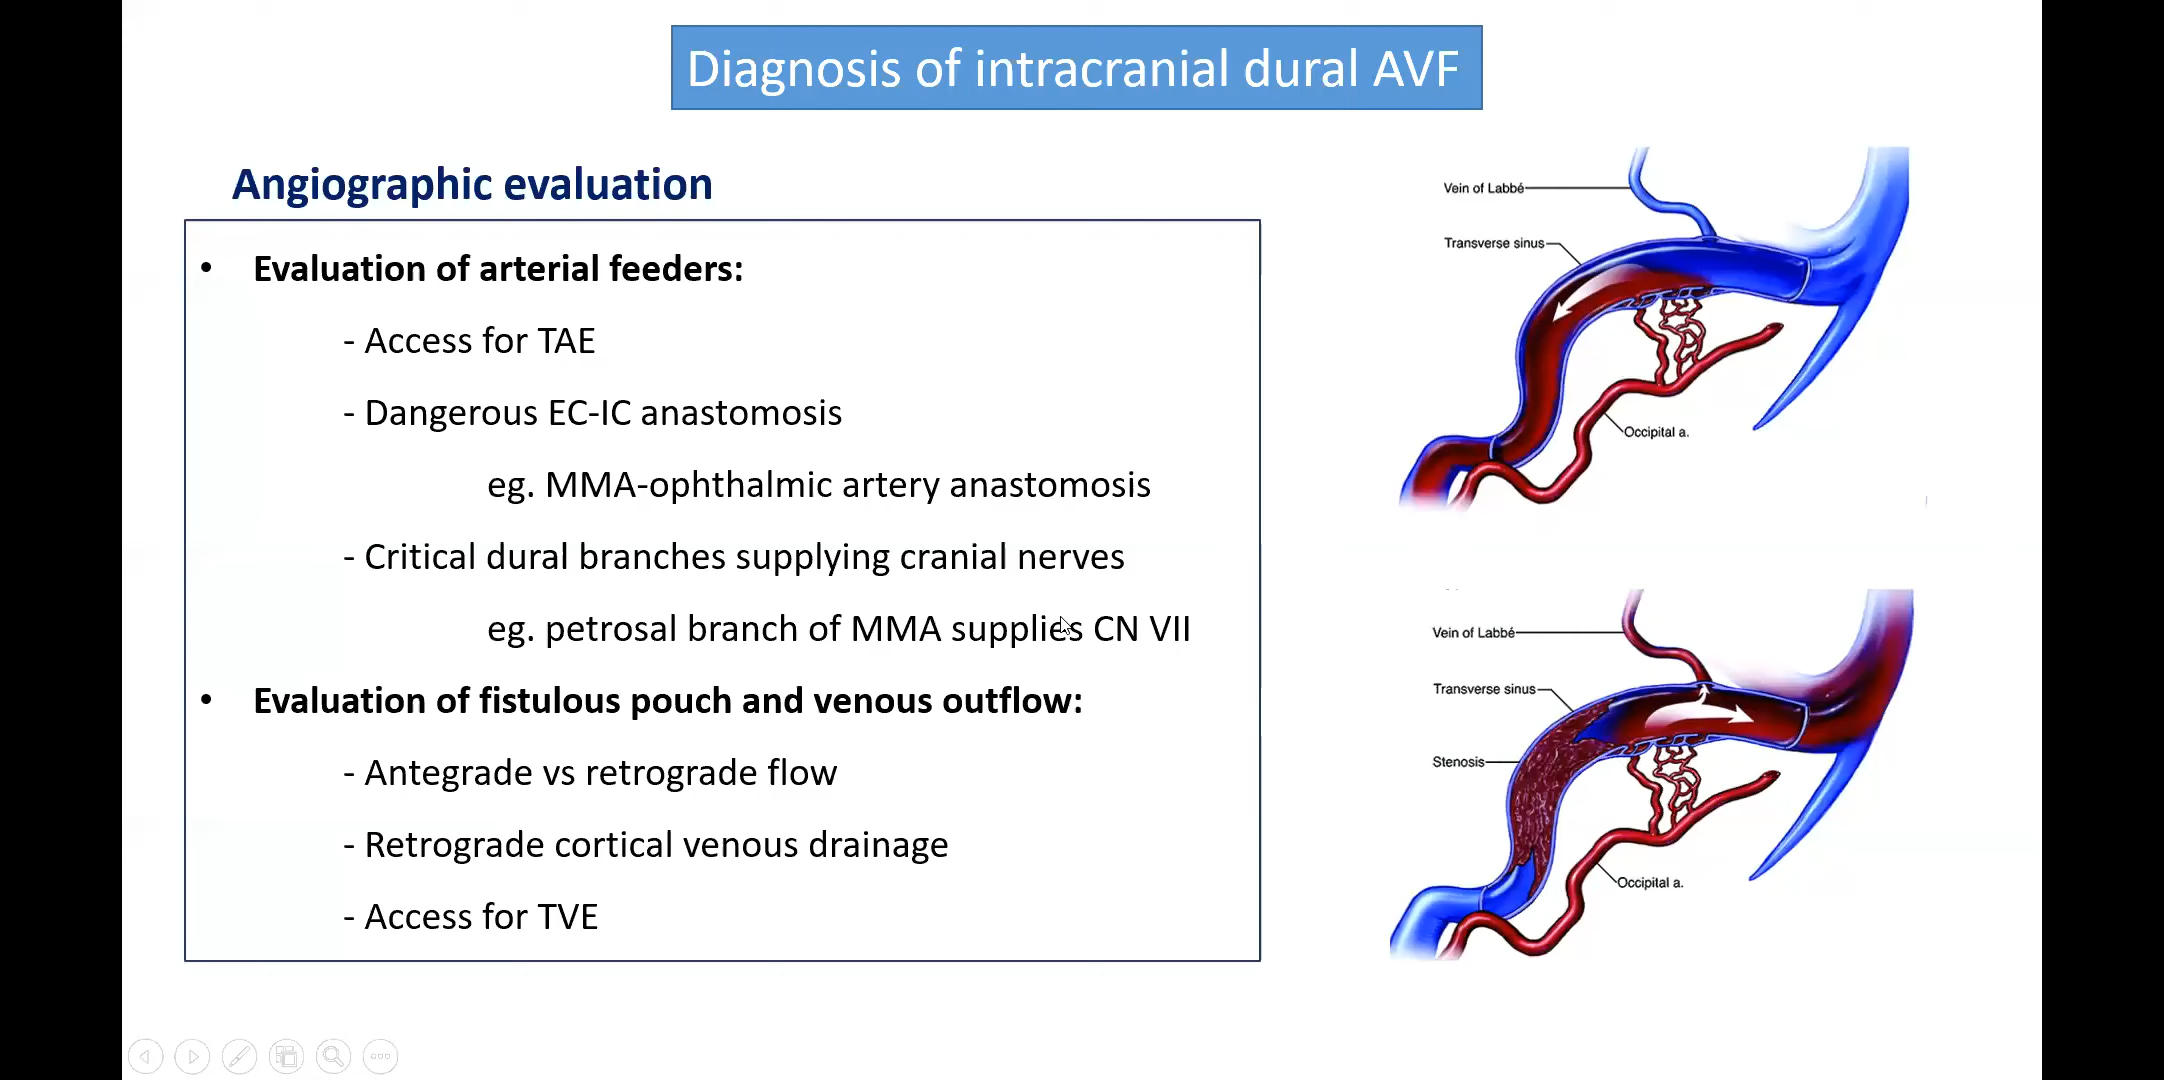 Diagnosis of intracranial dural AVF
Angiographic evaluation
• Evaluation of arterial feeders:
- Access for TAE
- Dangerous EC-IC anastomosis
eg. MMA-ophthalmic artery anastomosis
- Critical dural branches supplying cranial nerves
eg. petrosal branch of MMA supplies CN VII
• Evaluation of fistulous pouch and venous outflow:
- Antegrade vs retrograde flow
- Retrograde cortical venous drainage
- Access for TVE
Vein of Labbé
Transverse sinus
Occipital a.
Vein of Labbé
Transverse sinus
Stenosis
Occipital a.